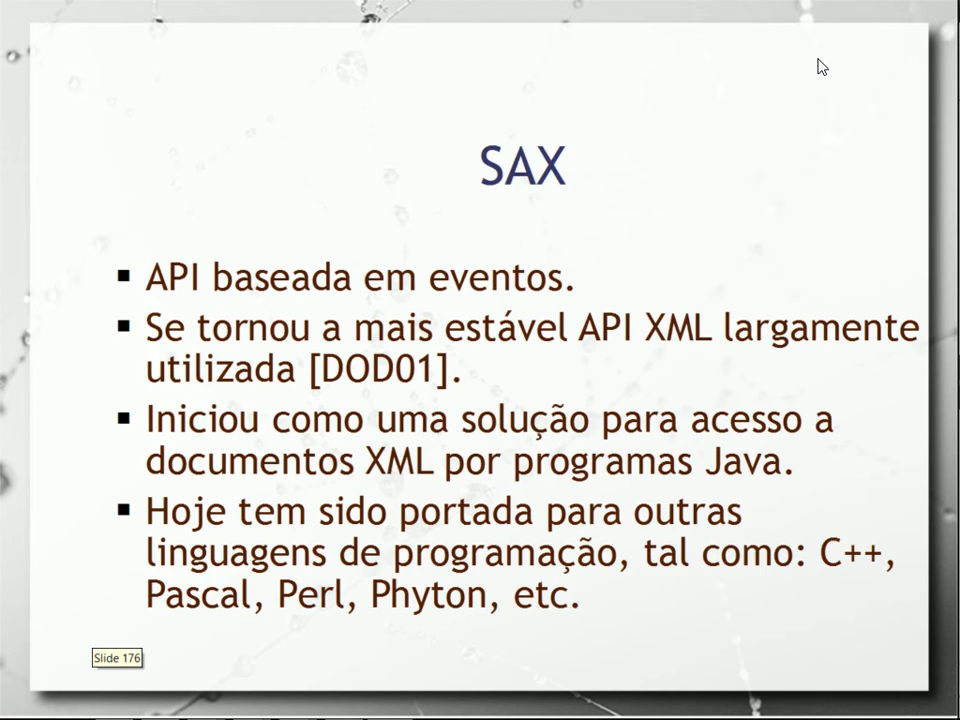 SAX
▪ API baseada em eventos.
▪ Se tornou a mais estável API XML largamente
utilizada [DOD01].
▪ Iniciou como uma solução para acesso a
documentos XML por programas Java.
▪ Hoje tem sido portada para outras
linguagens de programação, tal como: C++,
Pascal, Perl, Phyton, etc.
Slide 176